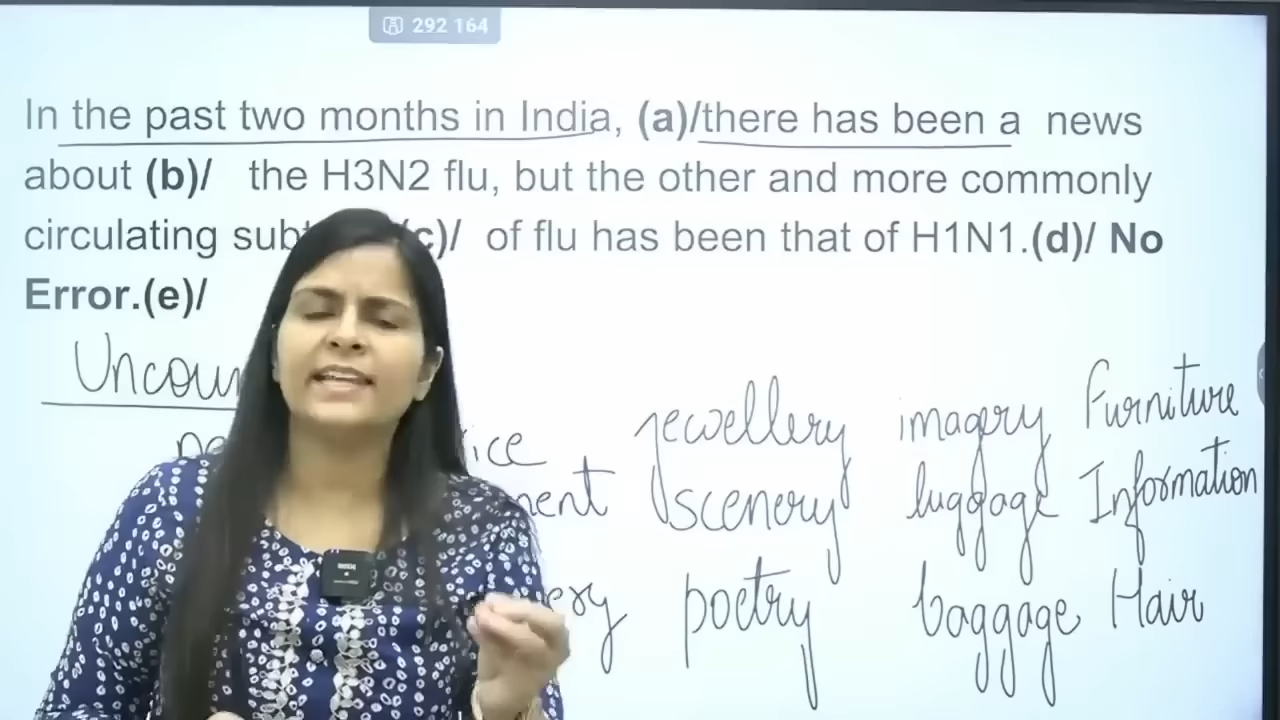 292 164
In the past two months in India, (a)/there has been a news
about (b)/ the H3N2 flu, but the other and more commonly
circulating (c)/ of flu has been that of H1N1.(d)/ No
Error.(e)/
jewellery imagery Furniture
scenery luggage Information
poetry baggage Hair